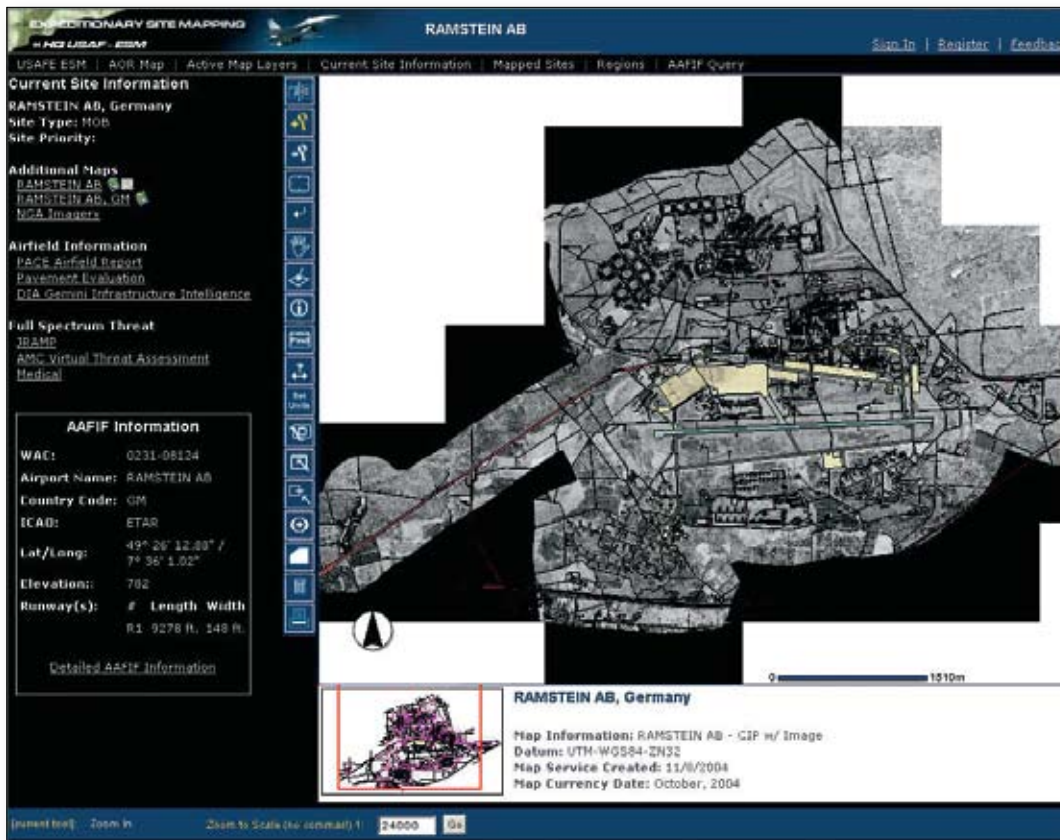 EXPEDITIONARY SITE MAPPING
HQ USAF - ESM
RAMSTEIN AB
Sign In | Register | Feedback
USAFE ESM | AOR Map | Active Map Layers | Current Site Information | Mapped Sites | Regions | AAFIF Query
Current Site Information
RAMSTEIN AB, Germany
Site Type: MOB
Site Priority:
Additional Maps
RAMSTEIN AB
RAMSTEIN AB, GM
NGA Imagery
Airfield Information
PACE Airfield Report
Pavement Evaluation
DIA Gemini Infrastructure Intelligence
Full Spectrum Threat
JRAMP
AMC Virtual Threat Assessment
Medical
AAFIF Information
WAC: 0231-08124
Airport Name: RAMSTEIN AB
Country Code: GM
ICAO: ETAR
Lat/Long: 49° 26' 12.88" /
7° 36' 1.02"
Elevation:: 782
Runway(s): # Length Width
R1 9278 ft. 148 ft.
Detailed AAFIF Information
Find
Set
Units
0 1510m
RAMSTEIN AB, Germany
Map Information: RAMSTEIN AB - CIP w/ Image
Datum: UTM-WGS84-ZN32
Map Service Created: 11/8/2004
Map Currency Date: October, 2004
[current tool]: Zoom In
Zoom to Scale (no commas!) 1: 24000 Go